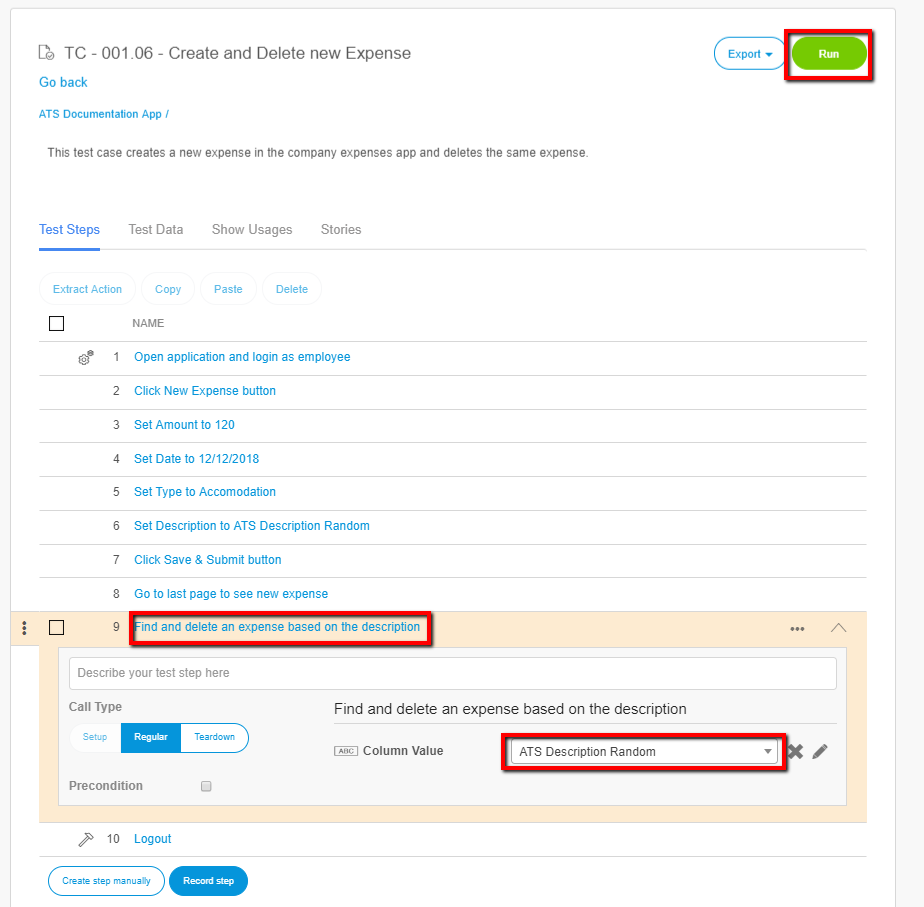 TC - 001.06 - Create and Delete new Expense
Export
Run
Go back
ATS Documentation App /
This test case creates a new expense in the company expenses app and deletes the same expense.
Test Steps Test Data Show Usages Stories
Extract Action Copy Paste Delete
NAME
1 Open application and login as employee
2 Click New Expense button
3 Set Amount to 120
4 Set Date to 12/12/2018
5 Set Type to Accomodation
6 Set Description to ATS Description Random
7 Click Save & Submit button
8 Go to last page to see new expense
9 Find and delete an expense based on the description
Describe your test step here
Call Type
Find and delete an expense based on the description
Setup Regular Teardown
ABC Column Value ATS Description Random
Precondition
10 Logout
Create step manually Record step